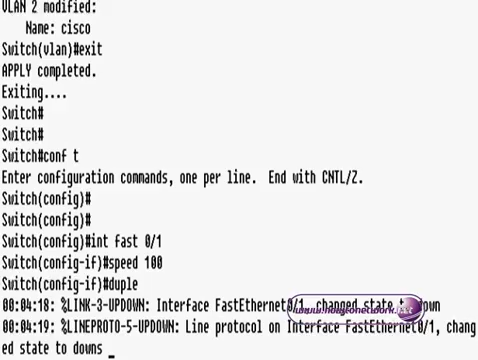 VLAN 2 modified:
Name: cisco
Switch(vlan)#exit
APPLY completed.
Exiting....
Switch#
Switch#
Switch#conf t
Enter configuration commands, one per line. End with CNTL/Z.
Switch(config)#
Switch(config)#
Switch(config)#int fast 0/1
Switch(config-if)#speed 100
Switch(config-if)#duple
00:04:18: %LINK-3-UPDOWN: Interface FastEthernet0/1, changed state to down
00:04:19: %LINEPROTO-5-UPDOWN: Line protocol on Interface FastEthernet0/1, chang
ed state to downs _